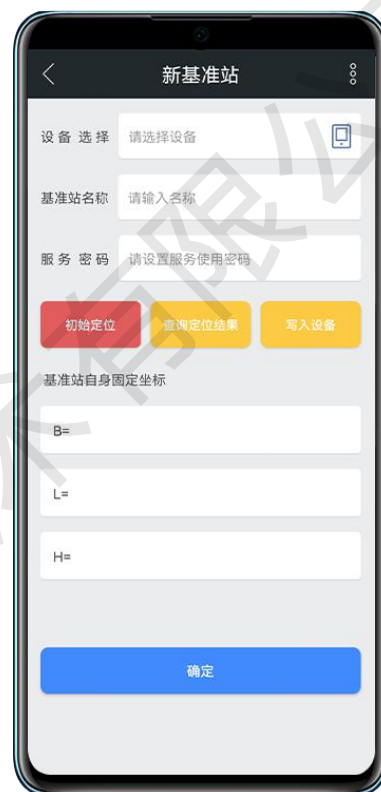 新基准站
设备选择 请选择设备
基准站名称 请输入名称
服务密码 请设置服务使用密码
初始定位 查询定位结果 写入设备
基准站自身固定坐标
B=
L=
H=
确定